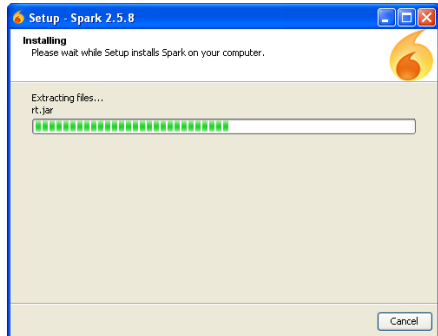 Setup - Spark 2.5.8
Installing
Please wait while Setup installs Spark on your computer.
Extracting files...
rt.jar
Cancel